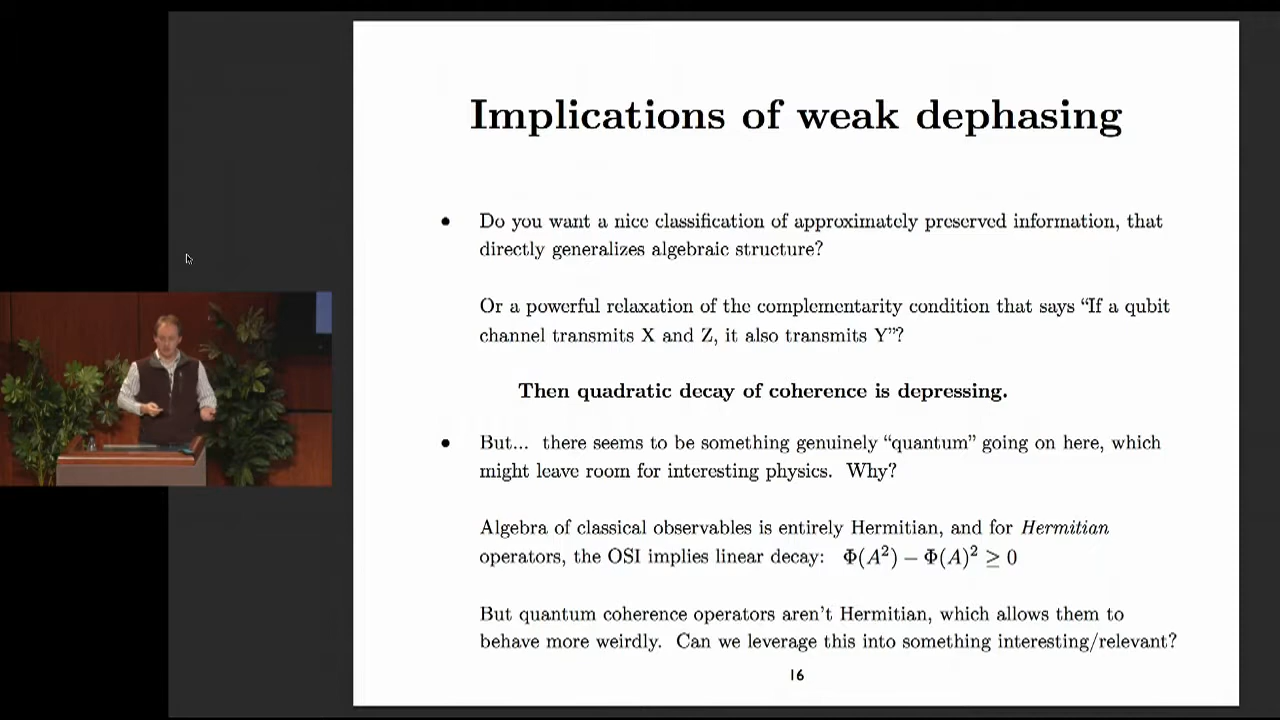 Implications of weak dephasing
• Do you want a nice classification of approximately preserved information, that
directly generalizes algebraic structure?
Or a powerful relaxation of the complementarity condition that says “If a qubit
channel transmits X and Z, it also transmits Y”?
Then quadratic decay of coherence is depressing.
• But... there seems to be something genuinely “quantum” going on here, which
might leave room for interesting physics. Why?
Algebra of classical observables is entirely Hermitian, and for Hermitian
operators, the OSI implies linear decay: Φ(A²) − Φ(A)² ≥ 0
But quantum coherence operators aren’t Hermitian, which allows them to
behave more weirdly. Can we leverage this into something interesting/relevant?
16